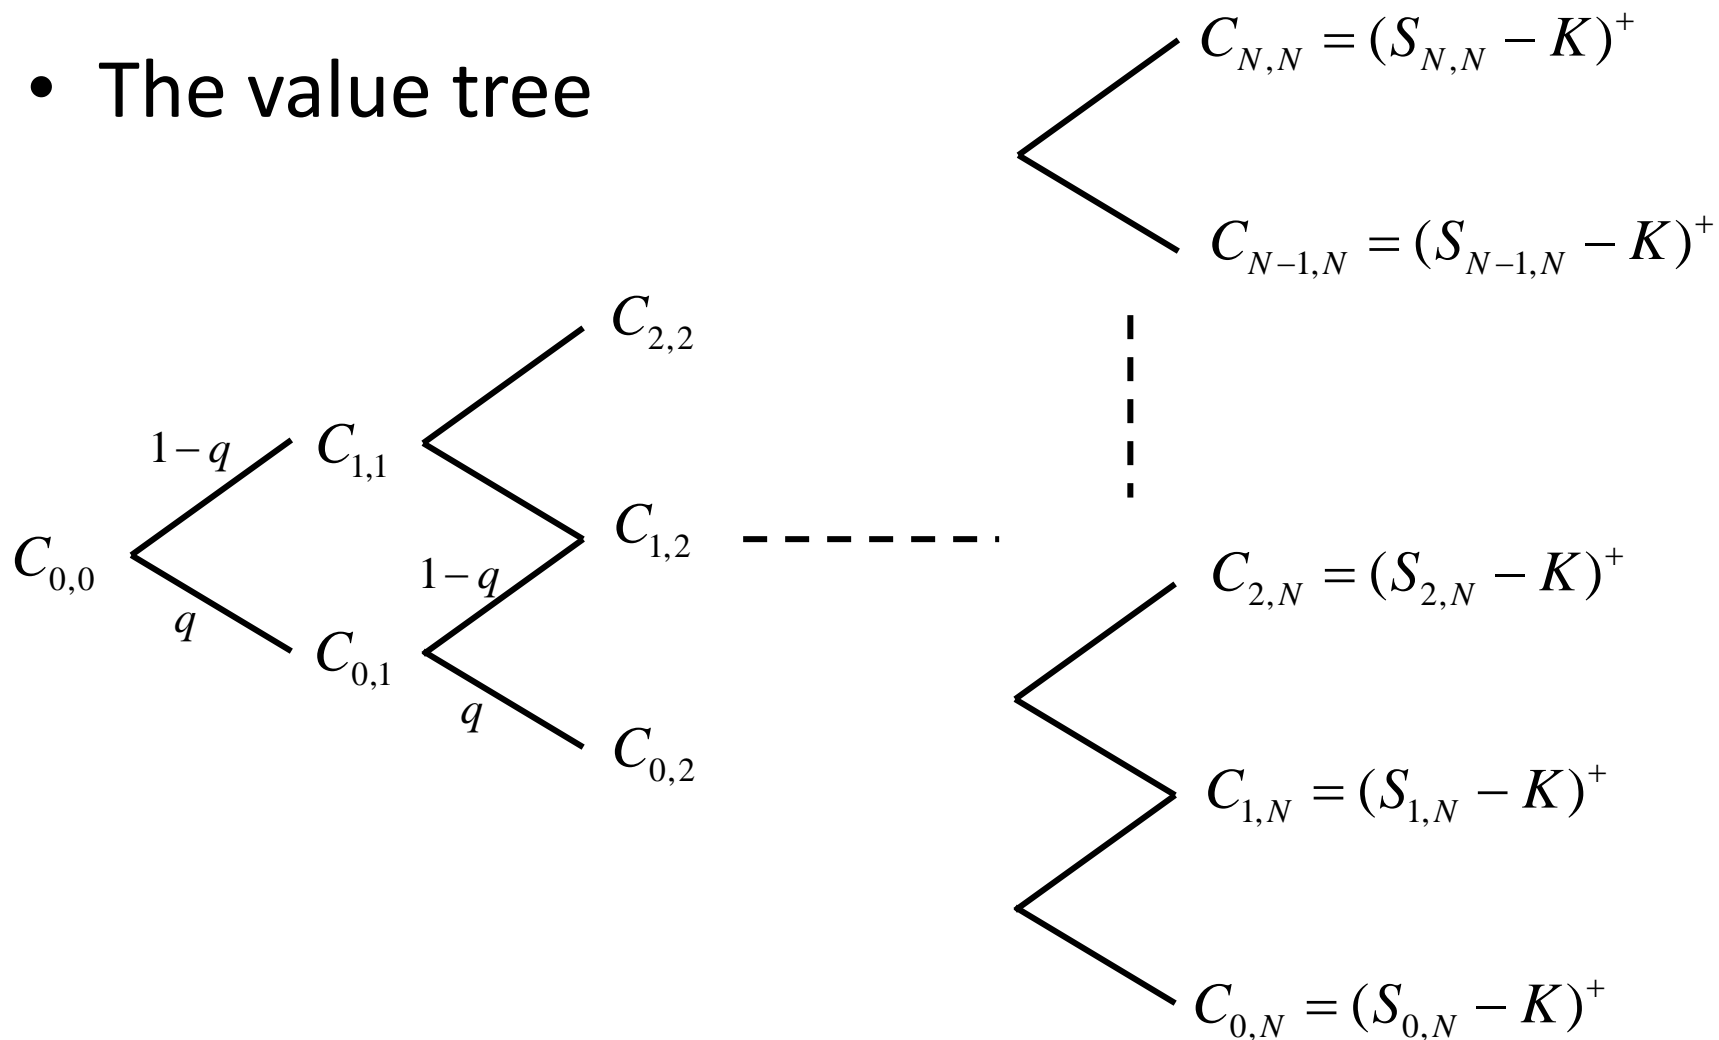 • The value tree
C_{N,N} = (S_{N,N} − K)^+
C_{N−1,N} = (S_{N−1,N} − K)^+
C_{2,2}
1−q
C_{1,1}
C_{1,2}
C_{0,0}
1−q
C_{2,N} = (S_{2,N} − K)^+
q
C_{0,1}
q
C_{0,2}
C_{1,N} = (S_{1,N} − K)^+
C_{0,N} = (S_{0,N} − K)^+